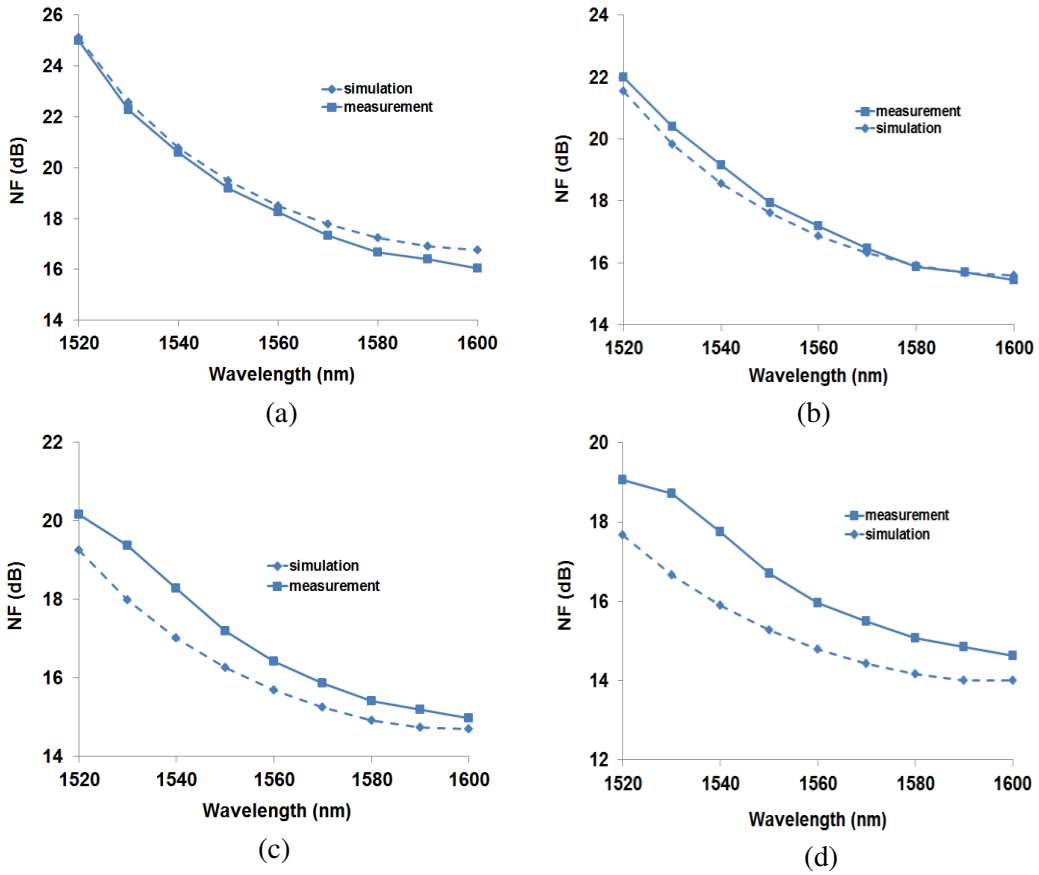 26
24
22
20
18
16
14
NF (dB)
simulation
measurement
1520 1540 1560 1580 1600
Wavelength (nm)
(a)
24
22
20
18
16
14
NF (dB)
measurement
simulation
1520 1540 1560 1580 1600
Wavelength (nm)
(b)
22
20
18
16
14
NF (dB)
simulation
measurement
1520 1540 1560 1580 1600
Wavelength (nm)
(c)
20
18
16
14
12
NF (dB)
measurement
simulation
1520 1540 1560 1580 1600
Wavelength (nm)
(d)